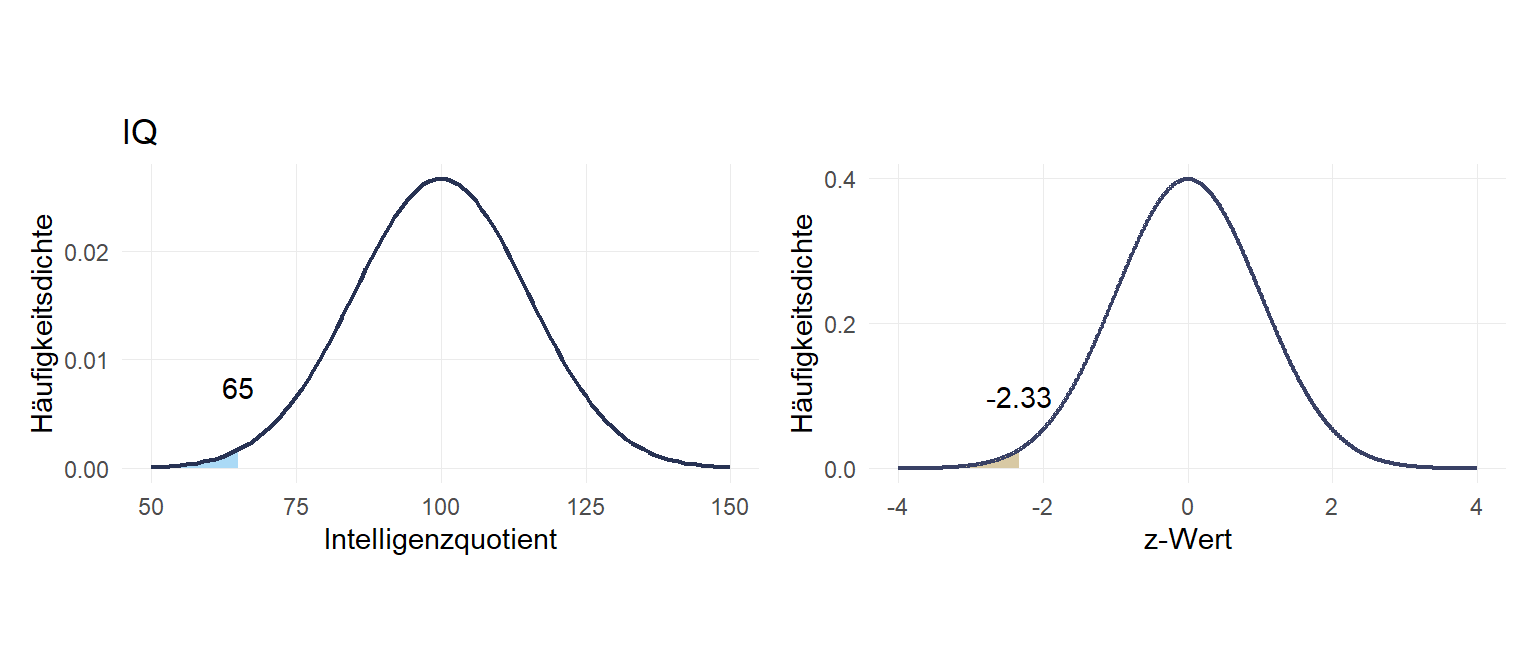 IQ
Häufigkeitsdichte
0.02
0.01
0.00
65
50 75 100 125 150
Intelligenzquotient
Häufigkeitsdichte
0.4
0.2
0.0
-2.33
-4 -2 0 2 4
z-Wert